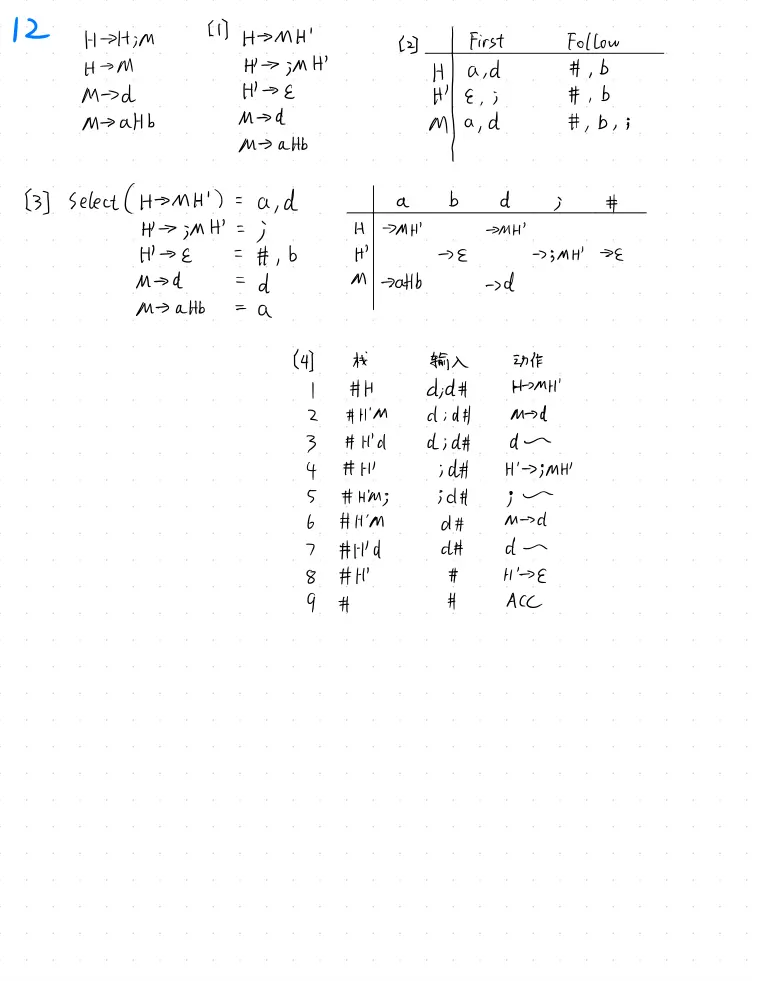 12
H→H;M
H→M
M→d
M→aHb
[1] H→MH'
H'→;MH'
H'→ε
M→d
M→aHb
[2] First Follow
H a,d #,b
H' ε,; #,b
M a,d #,b,;
[3] Select(H→MH') = a,d
H'→;MH' = ;
H'→ε = #,b
M→d = d
M→aHb = a
a b d ; #
H →MH' →MH'
H' →ε →;MH' →ε
M →aHb →d
[4] 栈 输入 动作
1 #H d;d# H→MH'
2 #H'M d;d# M→d
3 #H'd d;d# d
4 #H' ;d# H'→;MH'
5 #H'M; ;d# ;
6 #H'M d# M→d
7 #H'd d# d
8 #H' # H'→ε
9 # # ACC